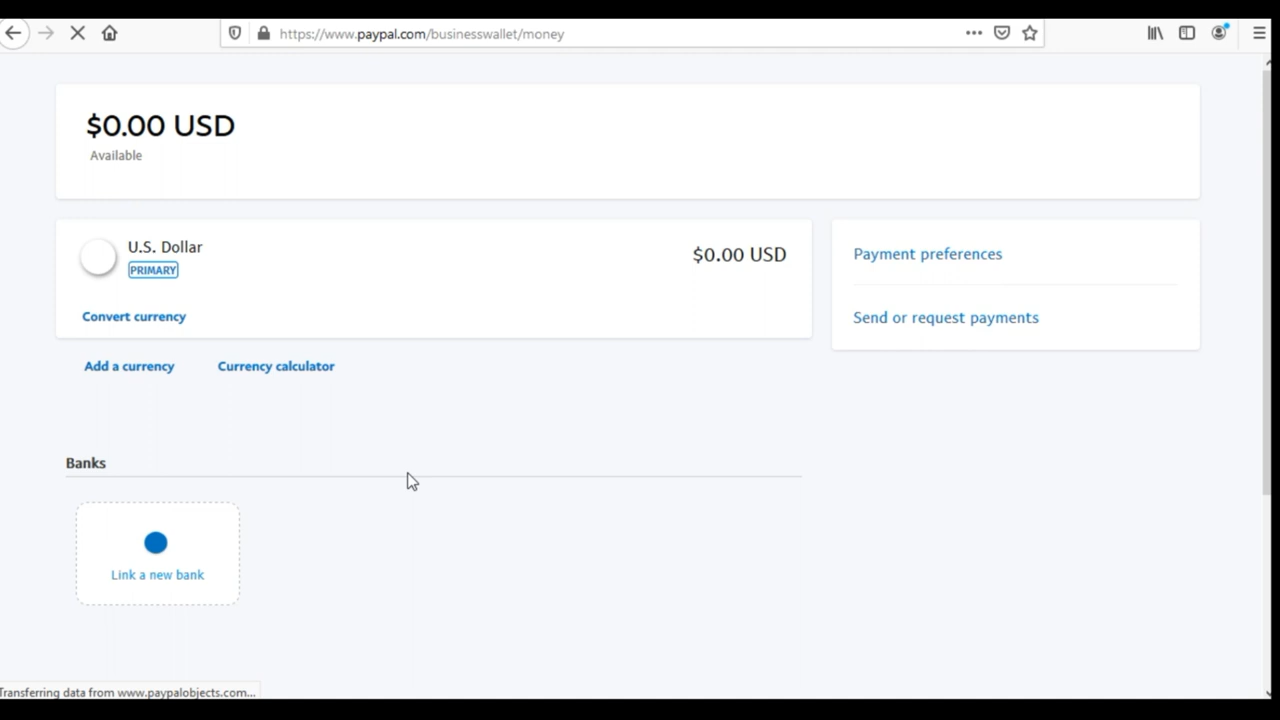 https://www.paypal.com/businesswallet/money
$0.00 USD
Available
U.S. Dollar
PRIMARY
$0.00 USD
Convert currency
Payment preferences
Send or request payments
Add a currency
Currency calculator
Banks
Link a new bank
Transferring data from www.paypalobjects.com...